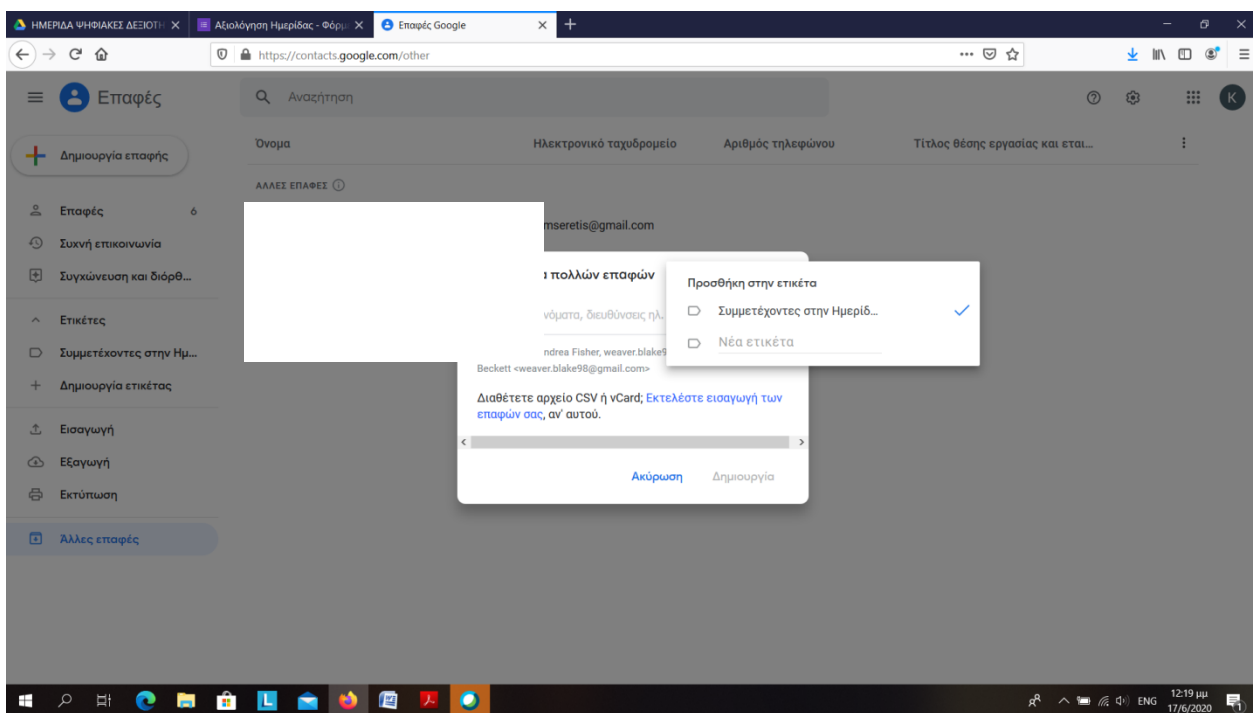 ΗΜΕΡΙΔΑ ΨΗΦΙΑΚΕΣ ΔΕΞΙΟΤΗ
Αξιολόγηση Ημερίδας - Φόρμ
Επαφές Google
https://contacts.google.com/other
Επαφές
Αναζήτηση
K
Δημιουργία επαφής
Όνομα
Ηλεκτρονικό ταχυδρομείο
Αριθμός τηλεφώνου
Τίτλος θέσης εργασίας και εται...
ΑΛΛΕΣ ΕΠΑΦΕΣ
Επαφές 6
Συχνή επικοινωνία
Συγχώνευση και διόρθ...
Ετικέτες
Συμμετέχοντες στην Ημ...
Δημιουργία ετικέτας
Εισαγωγή
Εξαγωγή
Εκτύπωση
Άλλες επαφές
mseretis@gmail.com
πολλών επαφών
νόματα, διευθύνσεις ηλ.
ndrea Fisher, weaver.blake9
Beckett <weaver.blake98@gmail.com>
Διαθέτετε αρχείο CSV ή vCard; Εκτελέστε εισαγωγή των
επαφών σας, αν' αυτού.
Ακύρωση
Δημιουργία
Προσθήκη στην ετικέτα
Συμμετέχοντες στην Ημερίδ...
Νέα ετικέτα
ENG
12:19 μμ
17/6/2020